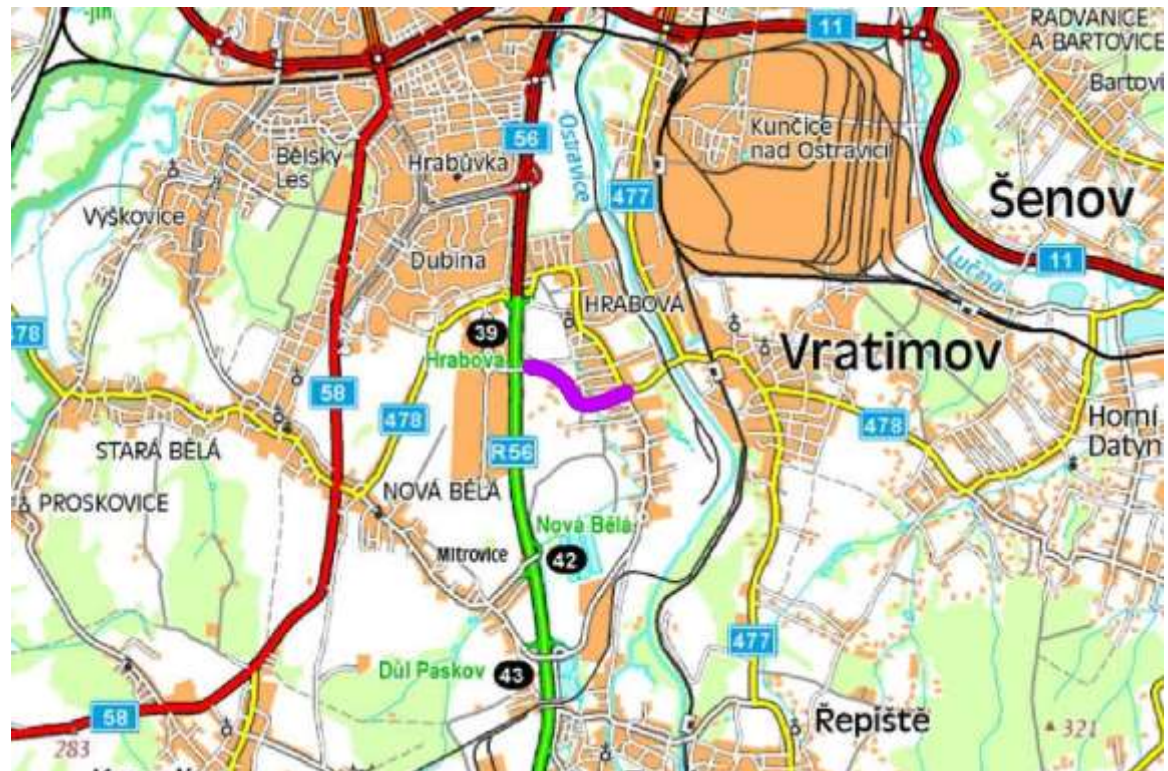 -jih
11
RADVANICE
A BARTOVICE
Bartovi
56
Ostravice
Kunčice
nad Ostravicí
Bělský
Les
Hrabůvka
477
Šenov
Výškovice
Dubina
Lučina
11
HRABOVÁ
478
39
Hrabová
Vratimov
58
478
478
Horní
Datyn
STARÁ BĚLÁ
R56
PROSKOVICE
NOVÁ BĚLÁ
Nová Bělá
Mitrovice
42
477
Důl Paskov
43
58
Řepiště
321
283